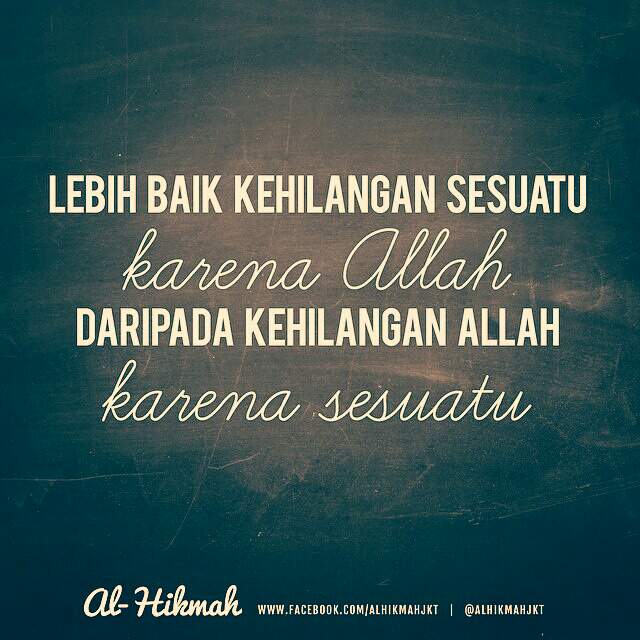 LEBIH BAIK KEHILANGAN SESUATU
karena Allah
DARIPADA KEHILANGAN ALLAH
karena sesuatu
Al-Hikmah WWW.FACEBOOK.COM/ALHIKMAHJKT | @ALHIKMAHJKT